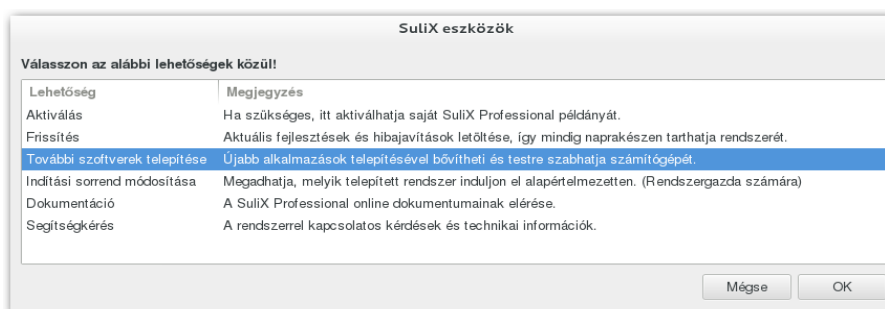 SuliX eszközök
Válasszon az alábbi lehetőségek közül!
Lehetőség Megjegyzés
Aktiválás Ha szükséges, itt aktiválhatja saját SuliX Professional példányát.
Frissítés Aktuális fejlesztések és hibajavítások letöltése, így mindig naprakészen tarthatja rendszerét.
További szoftverek telepítése Újabb alkalmazások telepítésével bővítheti és testre szabhatja számítógépét.
Indítási sorrend módosítása Megadhatja, melyik telepített rendszer induljon el alapértelmezetten. (Rendszergazda számára)
Dokumentáció A SuliX Professional online dokumentumainak elérése.
Segítségkérés A rendszerrel kapcsolatos kérdések és technikai információk.
Mégse OK